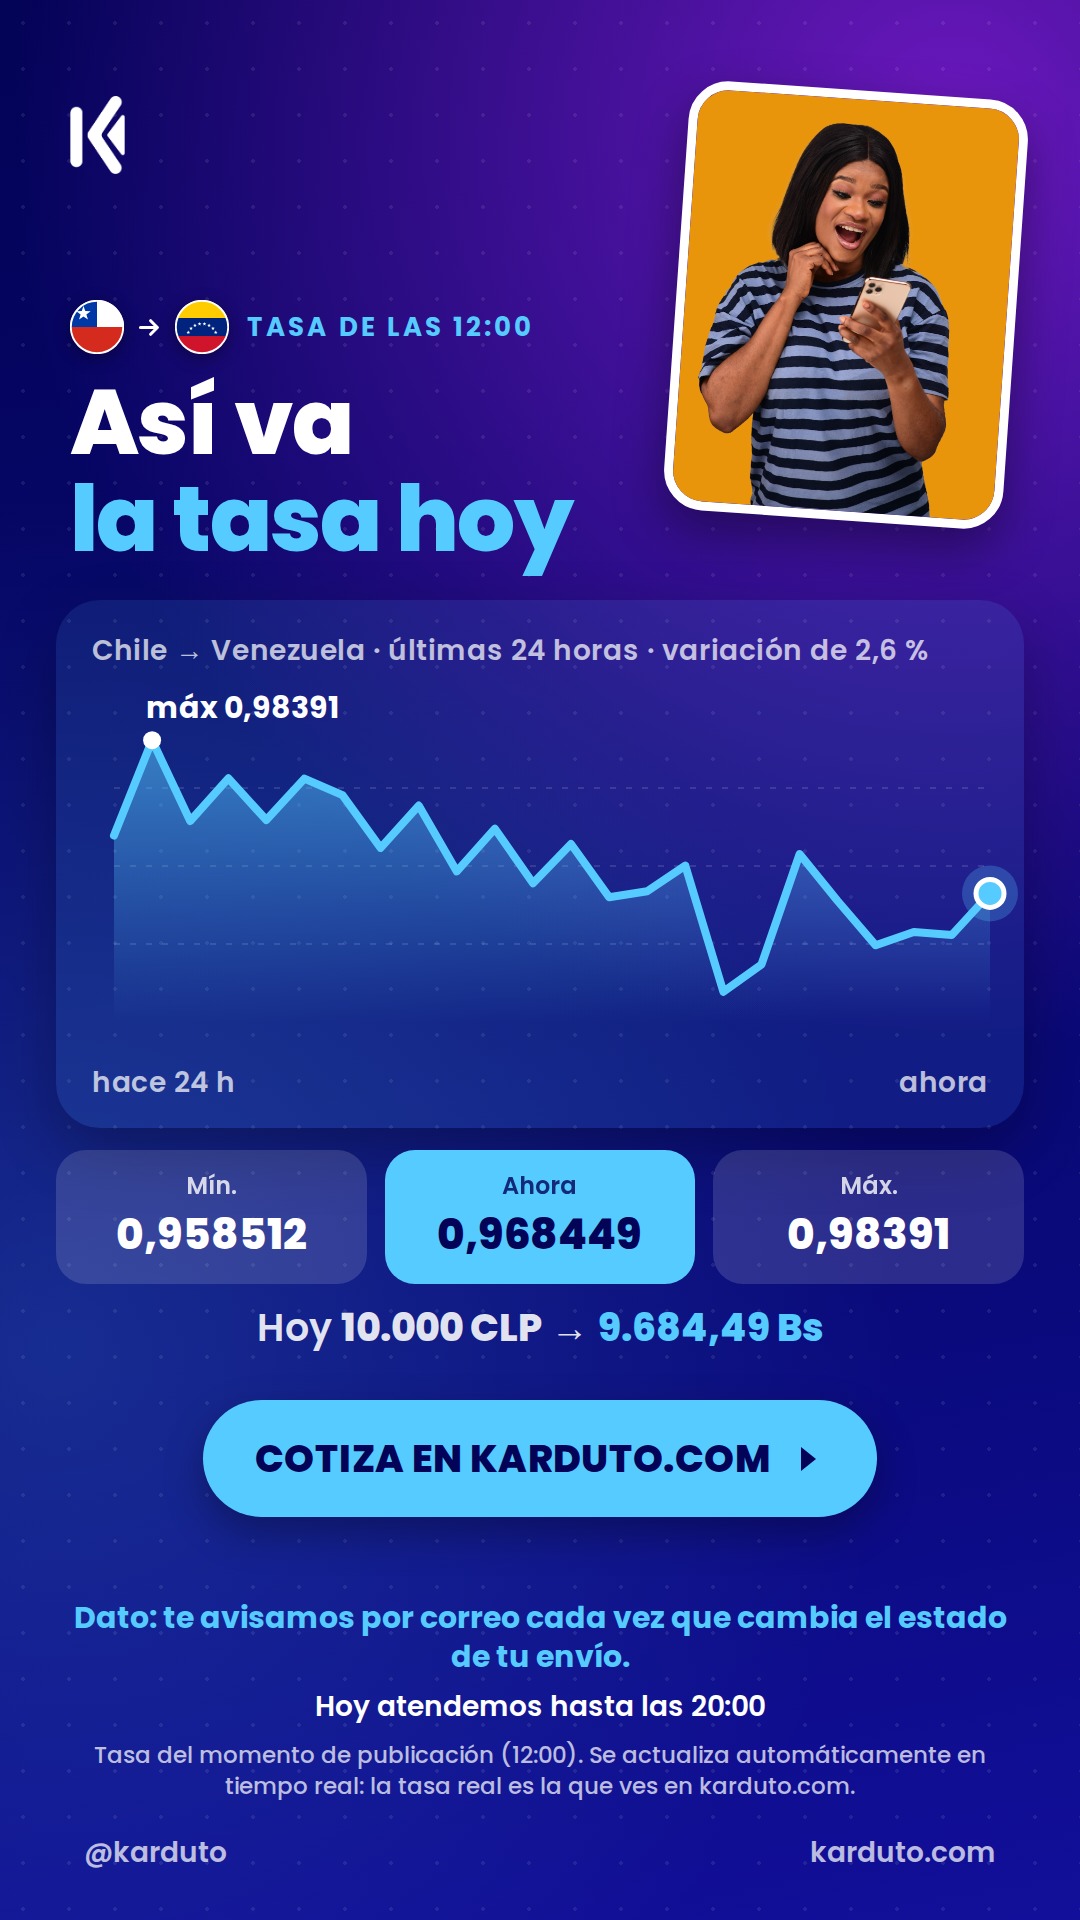 TASA DE LAS 12:00
Así va
la tasa hoy
Chile → Venezuela · últimas 24 horas · variación de 2,6 %
máx 0,98391
hace 24 h
ahora
Mín.
0,958512
Ahora
0,968449
Máx.
0,98391
Hoy 10.000 CLP → 9.684,49 Bs
COTIZA EN KARDUTO.COM
Dato: te avisamos por correo cada vez que cambia el estado
de tu envío.
Hoy atendemos hasta las 20:00
Tasa del momento de publicación (12:00). Se actualiza automáticamente en
tiempo real: la tasa real es la que ves en karduto.com.
@karduto
karduto.com